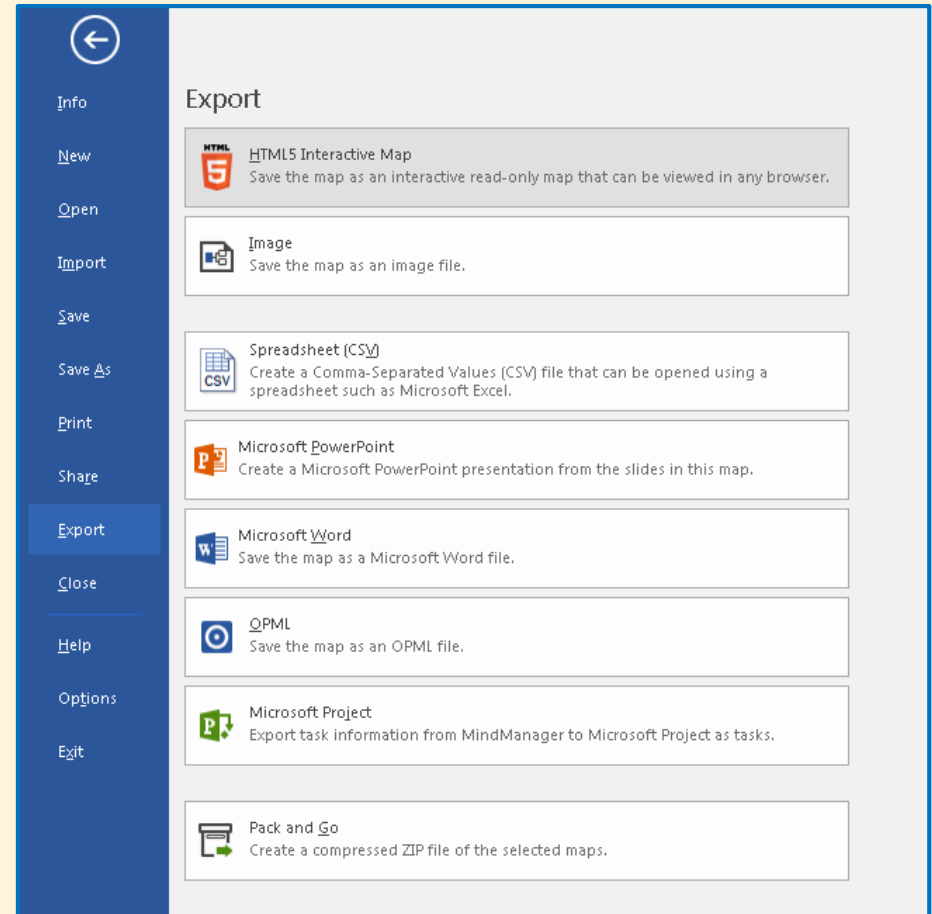 Info
New
Open
Import
Save
Save As
Print
Share
Export
Close
Help
Options
Exit
Export
HTML
5
HTML5 Interactive Map
Save the map as an interactive read-only map that can be viewed in any browser.
Image
Save the map as an image file.
CSV
Spreadsheet (CSV)
Create a Comma-Separated Values (CSV) file that can be opened using a
spreadsheet such as Microsoft Excel.
P
Microsoft PowerPoint
Create a Microsoft PowerPoint presentation from the slides in this map.
W
Microsoft Word
Save the map as a Microsoft Word file.
OPML
Save the map as an OPML file.
P
Microsoft Project
Export task information from MindManager to Microsoft Project as tasks.
Pack and Go
Create a compressed ZIP file of the selected maps.